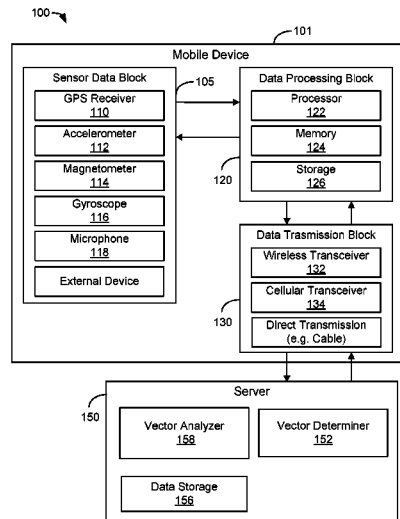 100
101
Mobile Device
Sensor Data Block
105
GPS Receiver
110
Accelerometer
112
Magnetometer
114
Gyroscope
116
Microphone
118
External Device
Data Processing Block
Processor
122
Memory
124
120
Storage
126
Data Trasmission Block
Wireless Transceiver
132
Cellular Transceiver
134
130
Direct Transmission
(e.g. Cable)
Server
150
Vector Analyzer
158
Vector Determiner
152
Data Storage
156